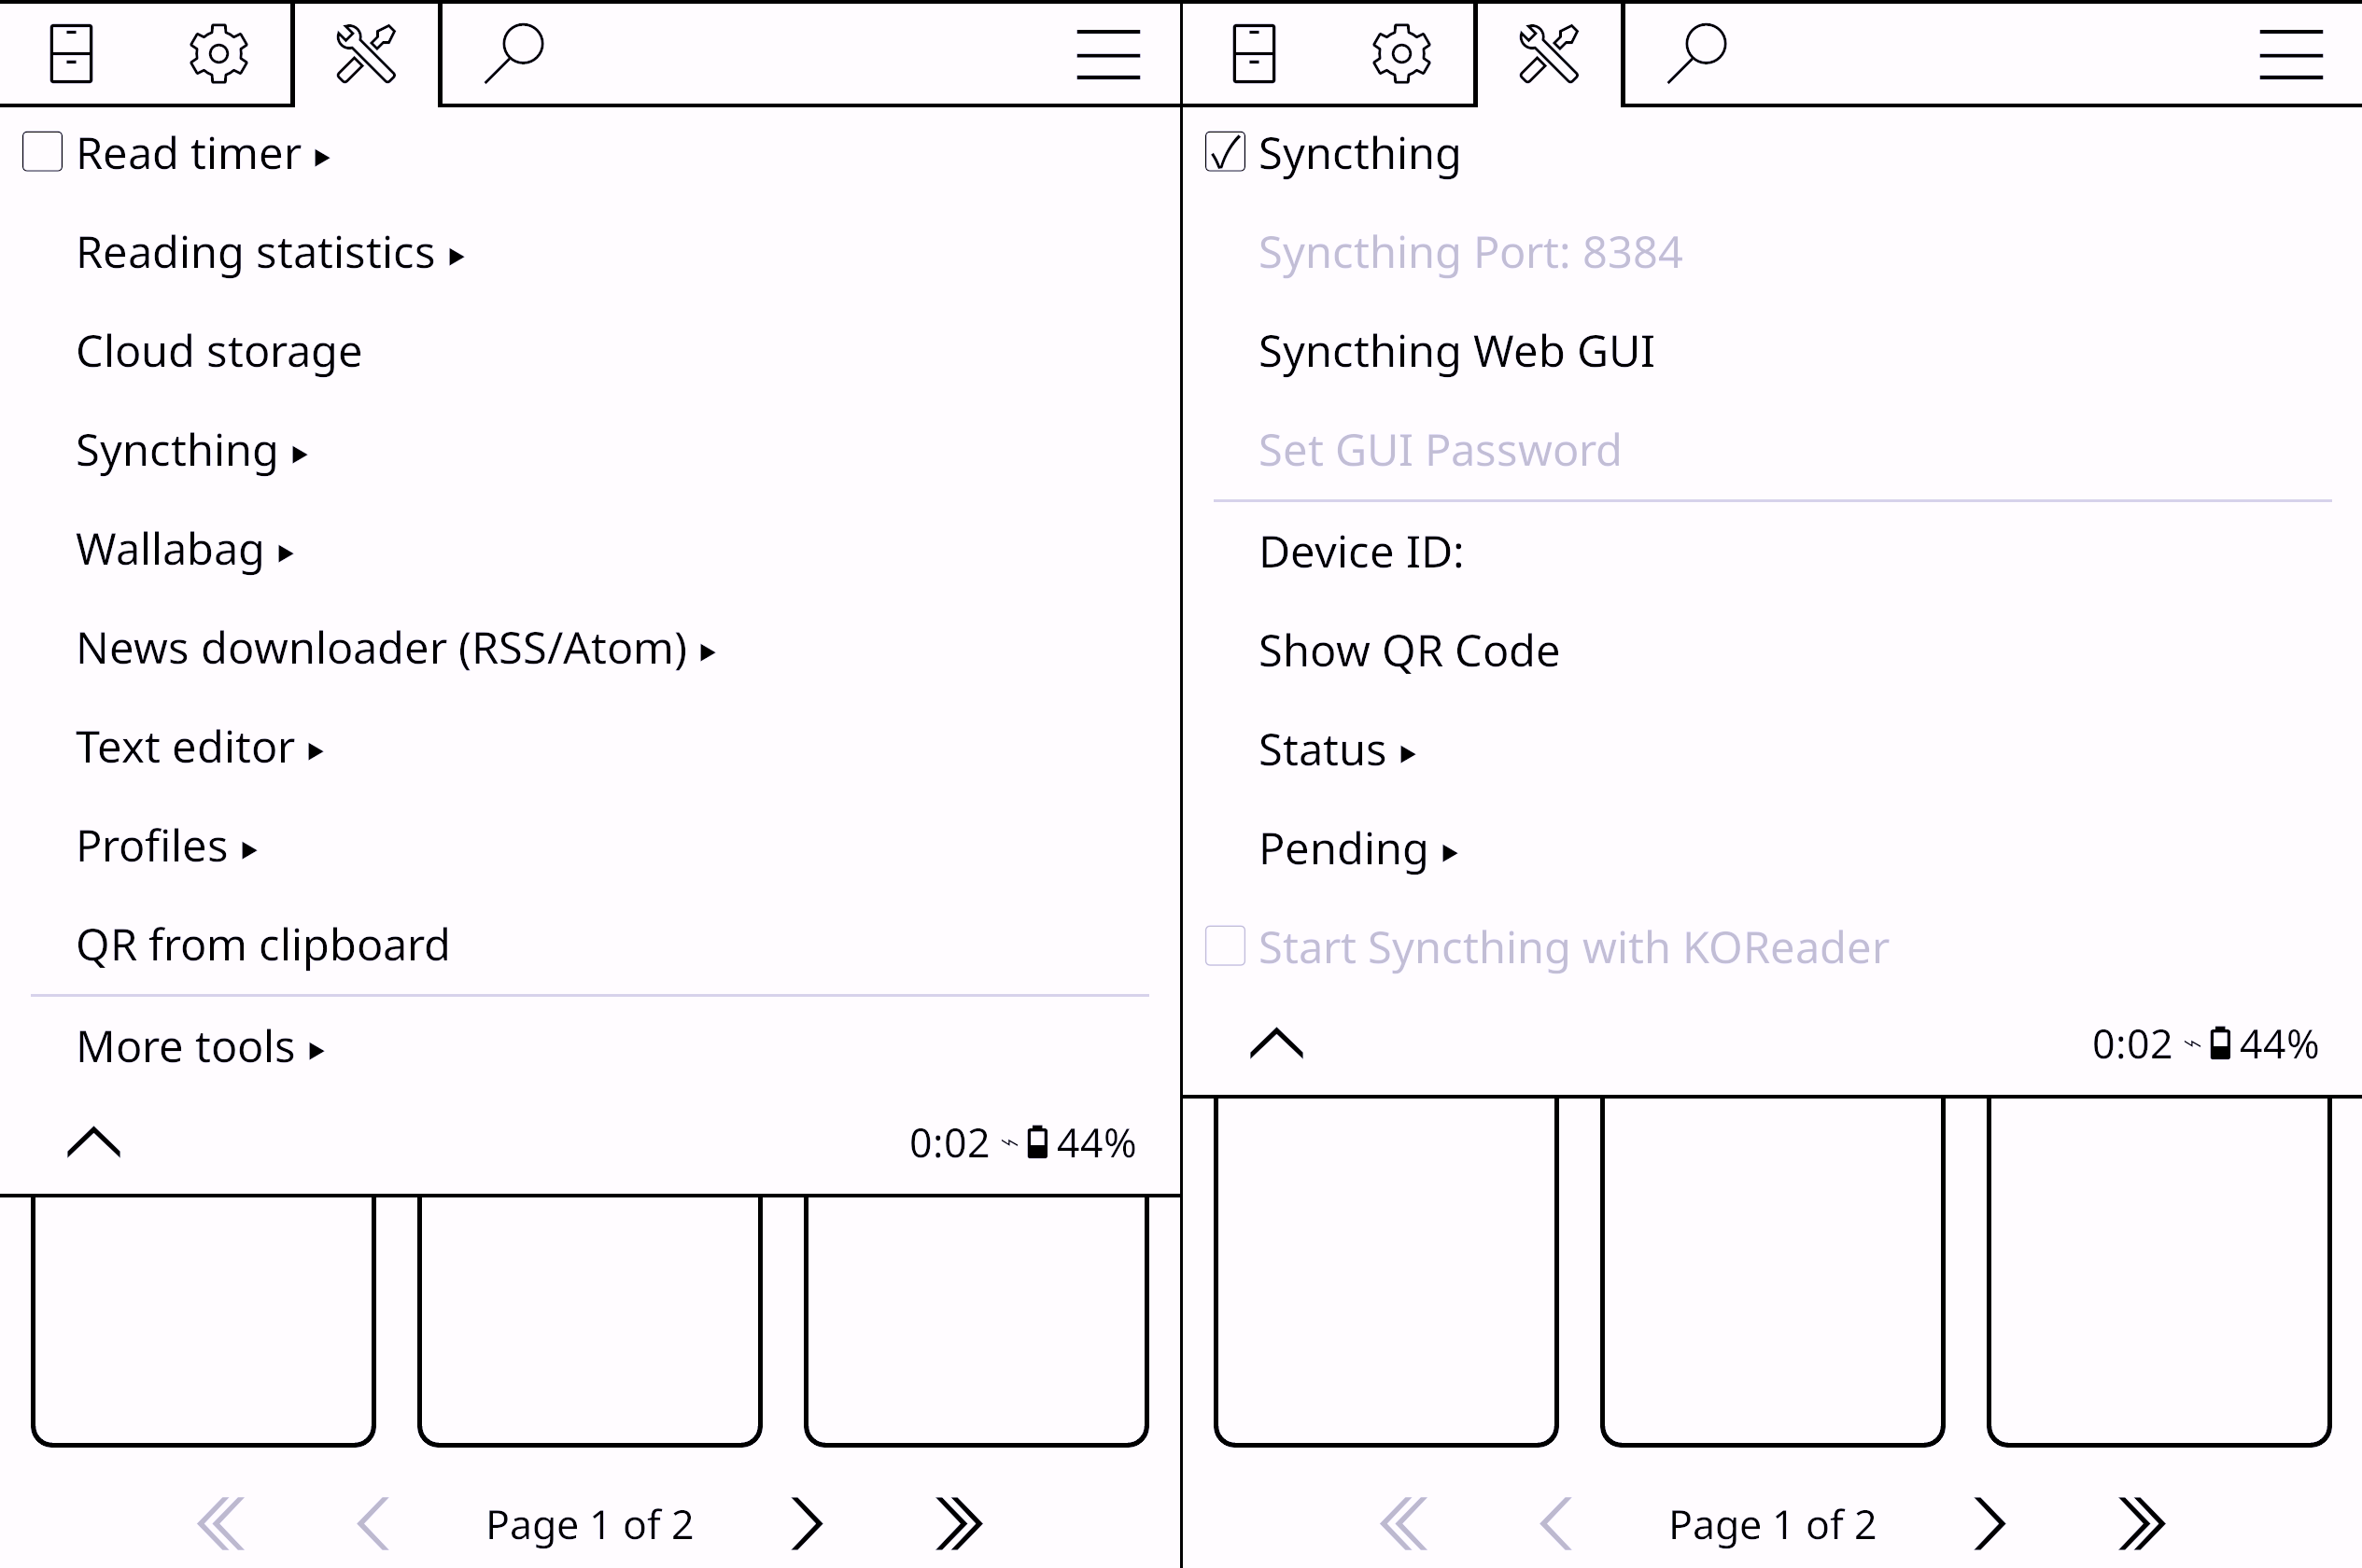 Read timer ▸
Reading statistics ▸
Cloud storage
Syncthing ▸
Wallabag ▸
News downloader (RSS/Atom) ▸
Text editor ▸
Profiles ▸
QR from clipboard
More tools ▸
0:02 44%
Page 1 of 2
Syncthing
Syncthing Port: 8384
Syncthing Web GUI
Set GUI Password
Device ID:
Show QR Code
Status ▸
Pending ▸
Start Syncthing with KOReader
0:02 44%
Page 1 of 2